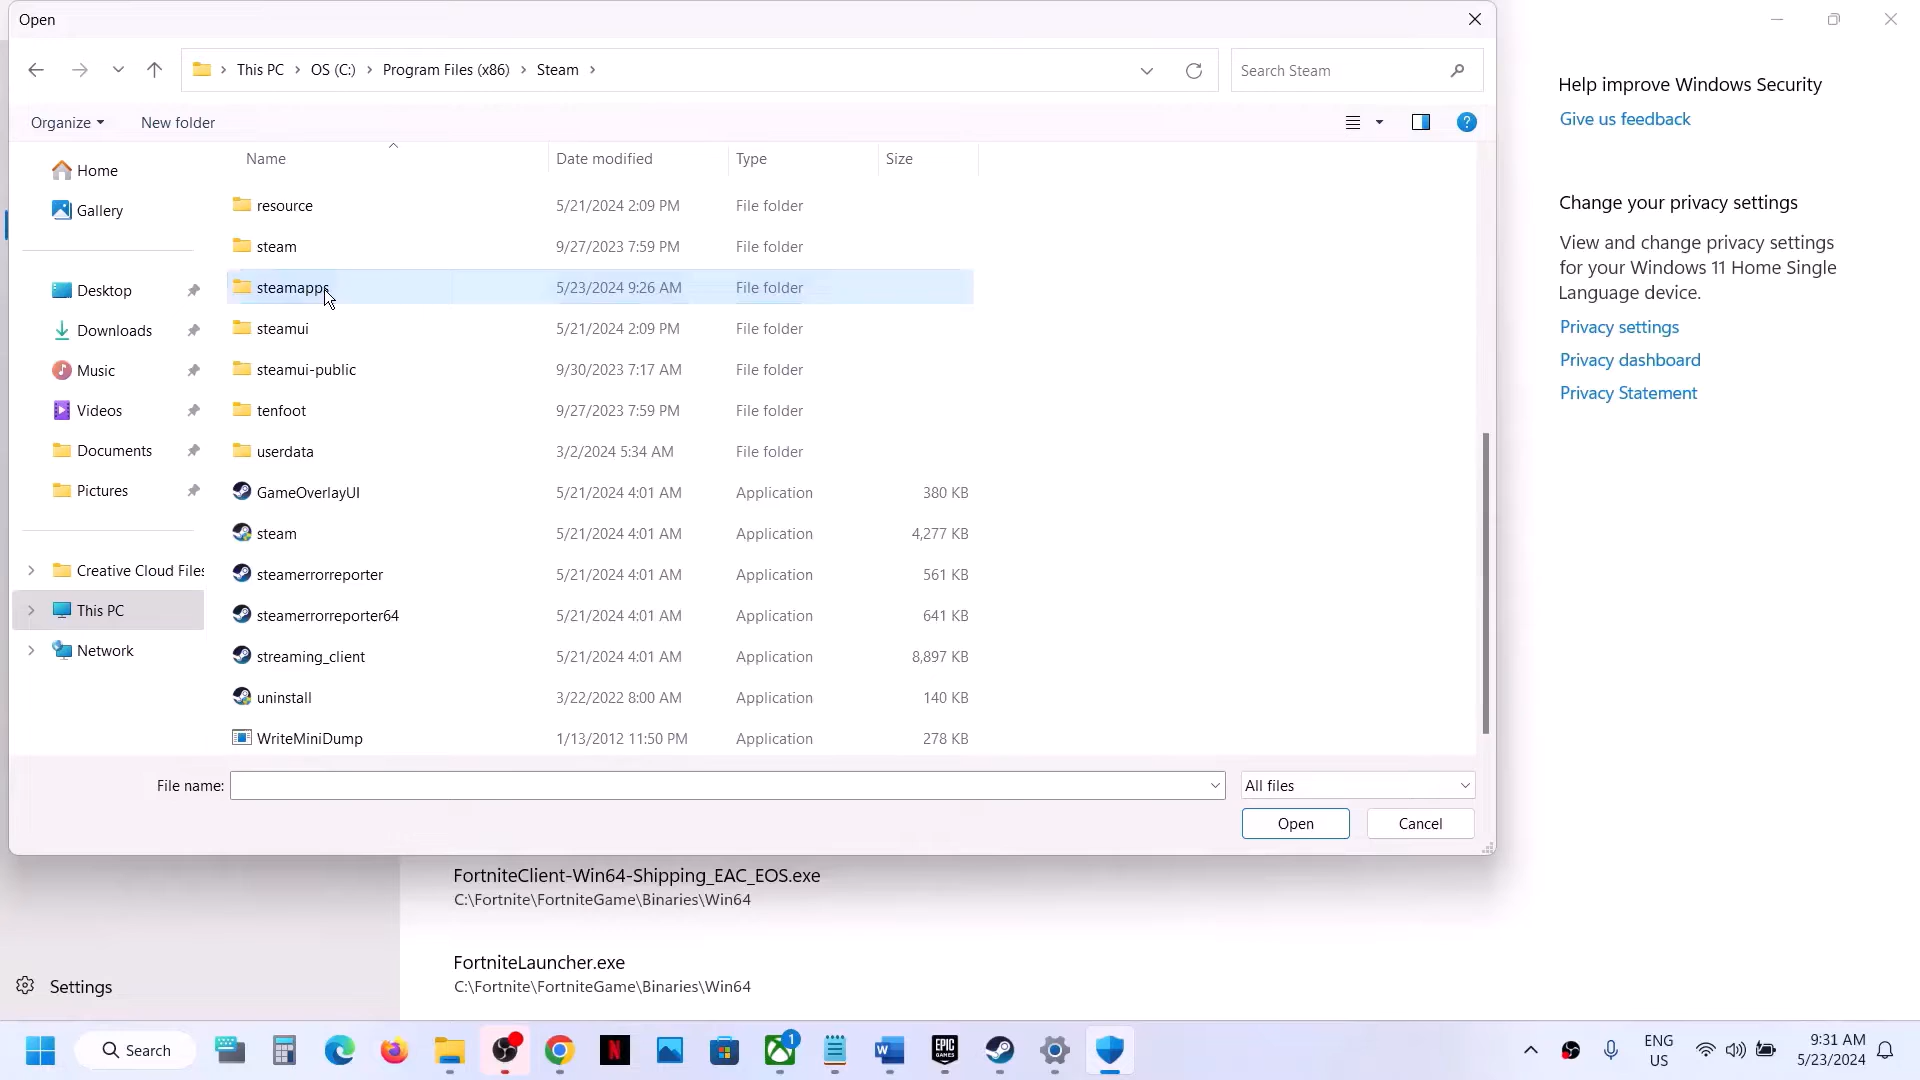 Open
This PC > OS (C:) > Program Files (x86) > Steam >
Search Steam
Organize
New folder
Name
Date modified
Type
Size
Home
Gallery
Desktop
Downloads
Music
Videos
Documents
Pictures
Creative Cloud Files
This PC
Network
resource 5/21/2024 2:09 PM File folder
steam 9/27/2023 7:59 PM File folder
steamapps 5/23/2024 9:26 AM File folder
steamui 5/21/2024 2:09 PM File folder
steamui-public 9/30/2023 7:17 AM File folder
tenfoot 9/27/2023 7:59 PM File folder
userdata 3/2/2024 5:34 AM File folder
GameOverlayUI 5/21/2024 4:01 AM Application 380 KB
steam 5/21/2024 4:01 AM Application 4,277 KB
steamerrorreporter 5/21/2024 4:01 AM Application 561 KB
steamerrorreporter64 5/21/2024 4:01 AM Application 641 KB
streaming_client 5/21/2024 4:01 AM Application 8,897 KB
uninstall 3/22/2022 8:00 AM Application 140 KB
WriteMiniDump 1/13/2012 11:50 PM Application 278 KB
File name:
All files
Open
Cancel
Help improve Windows Security
Give us feedback
Change your privacy settings
View and change privacy settings
for your Windows 11 Home Single
Language device.
Privacy settings
Privacy dashboard
Privacy Statement
FortniteClient-Win64-Shipping_EAC_EOS.exe
C:\Fortnite\FortniteGame\Binaries\Win64
FortniteLauncher.exe
C:\Fortnite\FortniteGame\Binaries\Win64
Settings
Search
1
EPIC
GAMES
ENG
US
9:31 AM
5/23/2024